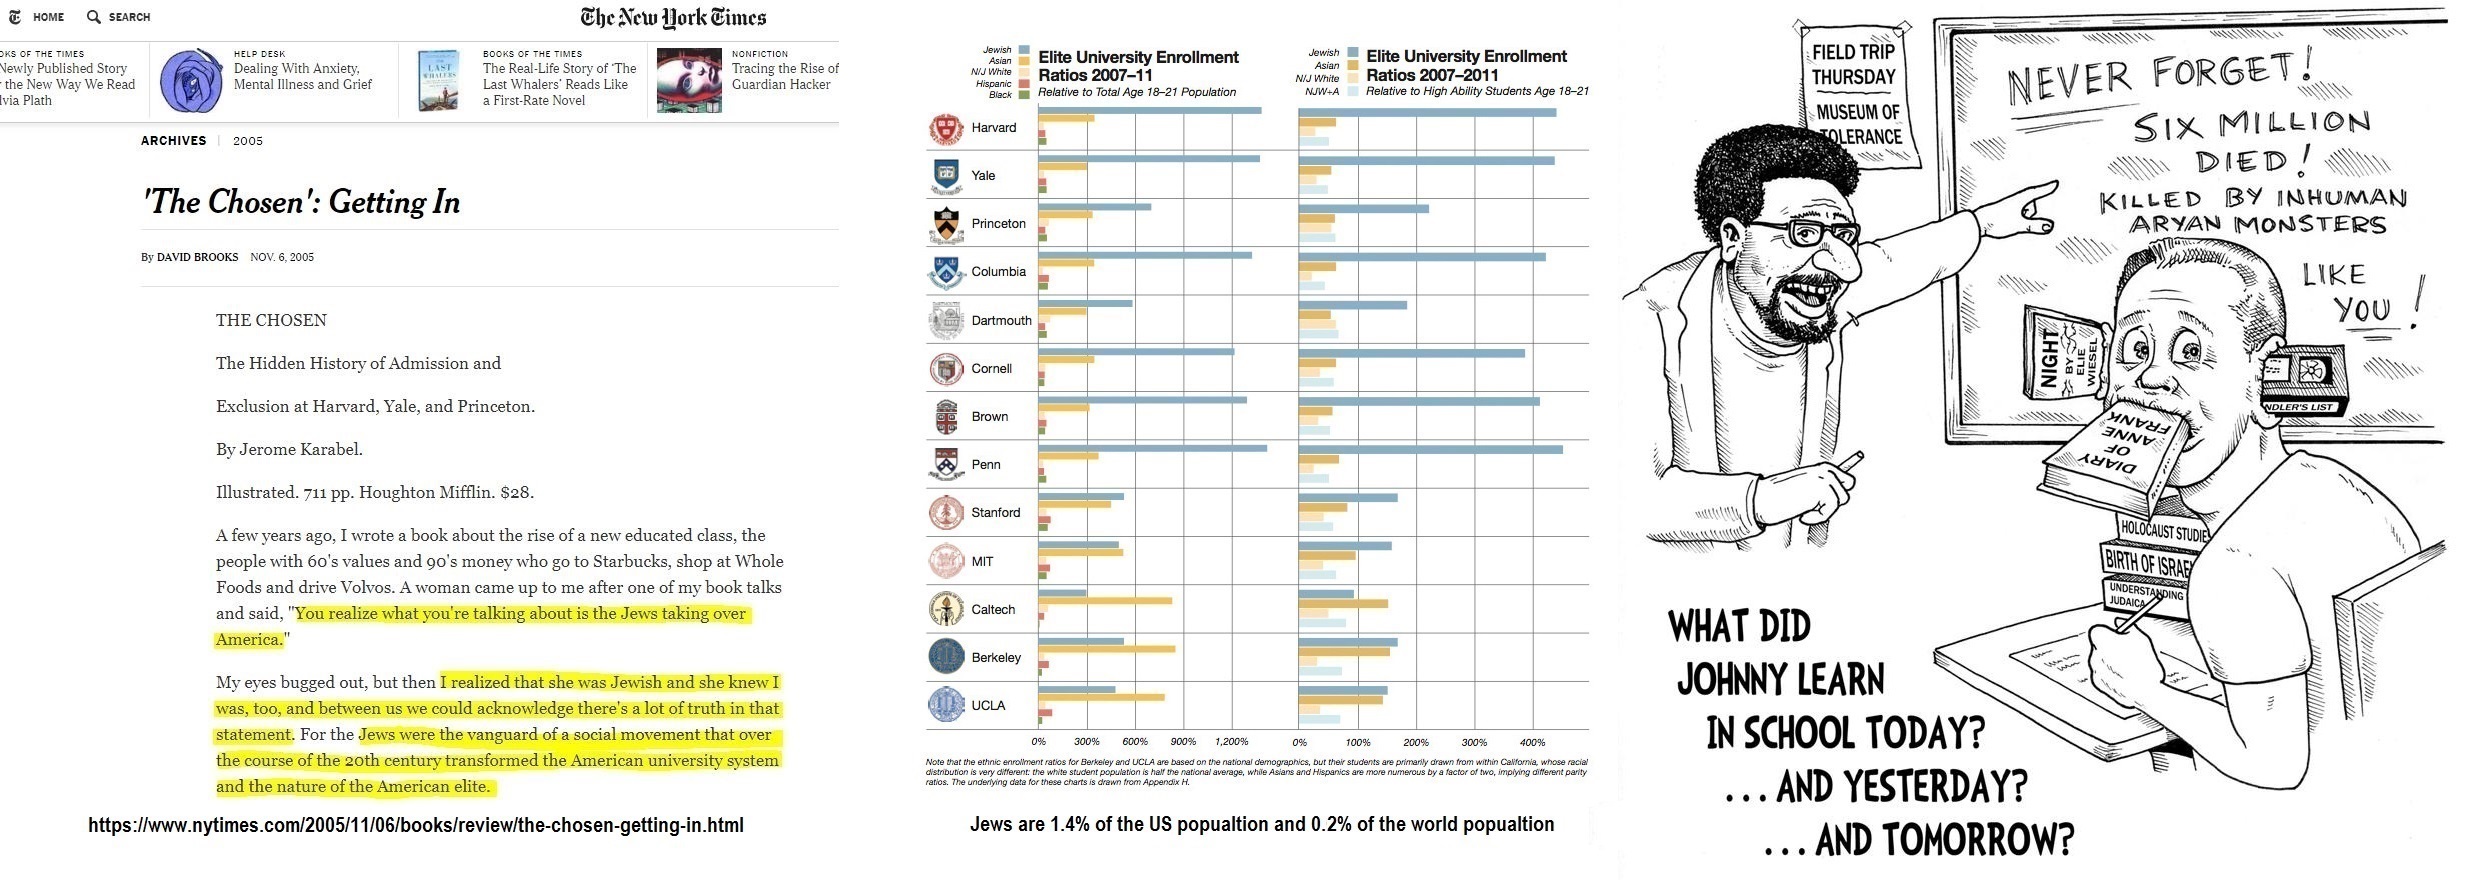 HOME
SEARCH
The New York Times
OKS OF THE TIMES
Newly Published Story
r the New Way We Read
lvia Plath
HELP DESK
Dealing With Anxiety,
Mental Illness and Grief
BOOKS OF THE TIMES
The Real-Life Story of 'The
Last Whalers' Reads Like
a First-Rate Novel
NONFICTION
Tracing the Rise of
Guardian Hacker
LAST
WHALERS
ARCHIVES | 2005
'The Chosen': Getting In
By DAVID BROOKS NOV. 6, 2005
THE CHOSEN
The Hidden History of Admission and
Exclusion at Harvard, Yale, and Princeton.
By Jerome Karabel.
Illustrated. 711 pp. Houghton Mifflin. $28.
A few years ago, I wrote a book about the rise of a new educated class, the
people with 60's values and 90's money who go to Starbucks, shop at Whole
Foods and drive Volvos. A woman came up to me after one of my book talks
and said, "You realize what you're talking about is the Jews taking over
America."
My eyes bugged out, but then I realized that she was Jewish and she knew I
was, too, and between us we could acknowledge there's a lot of truth in that
statement. For the Jews were the vanguard of a social movement that over
the course of the 20th century transformed the American university system
and the nature of the American elite.
https://www.nytimes.com/2005/11/06/books/review/the-chosen-getting-in.html
Jewish
Asian
N/J White
Hispanic
Black
Elite University Enrollment
Ratios 2007–11
Relative to Total Age 18–21 Population
Jewish
Asian
N/J White
NJW+A
Elite University Enrollment
Ratios 2007–2011
Relative to High Ability Students Age 18–21
Harvard
Yale
Princeton
Columbia
Dartmouth
Cornell
Brown
Penn
Stanford
MIT
Caltech
Berkeley
UCLA
0% 300% 600% 900% 1,200%
0% 100% 200% 300% 400%
Note that the ethnic enrollment ratios for Berkeley and UCLA are based on the national demographics, but their students are primarily drawn from within California, whose racial
distribution is very different: the white student population is half the national average, while Asians and Hispanics are more numerous by a factor of two, implying different parity
ratios. The underlying data for these charts is drawn from Appendix H.
Jews are 1.4% of the US popualtion and 0.2% of the world popualtion
FIELD TRIP
THURSDAY
MUSEUM OF
TOLERANCE
NEVER FORGET!
SIX MILLION
DIED!
KILLED BY INHUMAN
ARYAN MONSTERS
LIKE
YOU!
NIGHT
BY
ELIE
WIESEL
NDLER'S LIST
DIARY
OF
ANNE
FRANK
HOLOCAUST STUDIE
BIRTH OF ISRAE
UNDERSTANDING
JUDAICA
WHAT DID
JOHNNY LEARN
IN SCHOOL TODAY?
...AND YESTERDAY?
...AND TOMORROW?